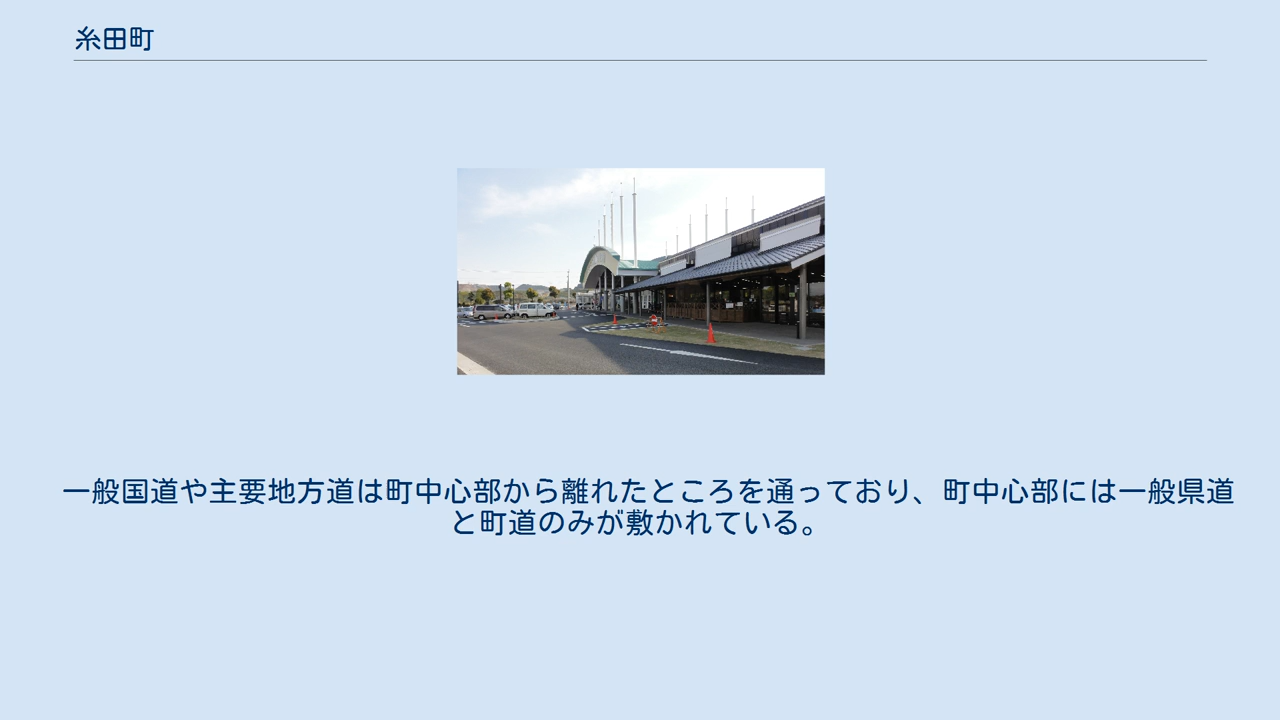 糸田町
一般国道や主要地方道は町中心部から離れたところを通っており、町中心部には一般県道
と町道のみが敷かれている。